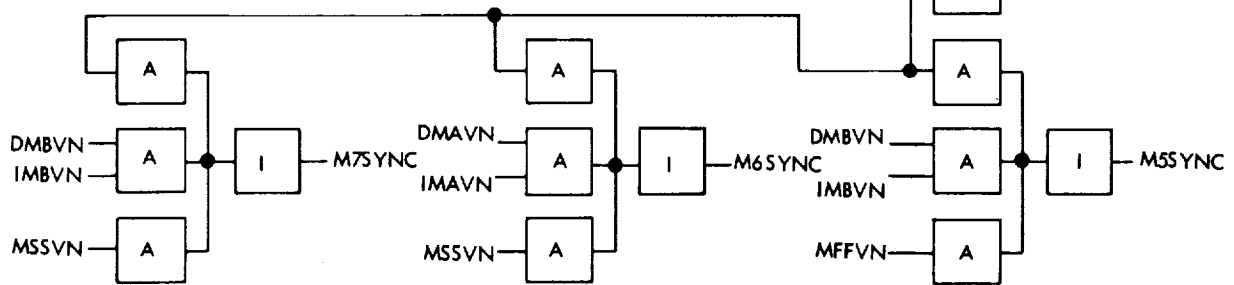 A
A
A
DMBVN
IMBVN
A
I
M7SYNC
DMAVN
IMAVN
A
I
M6SYNC
DMBVN
IMBVN
A
I
M5SYNC
MSSVN
A
MSSVN
A
MFFVN
A